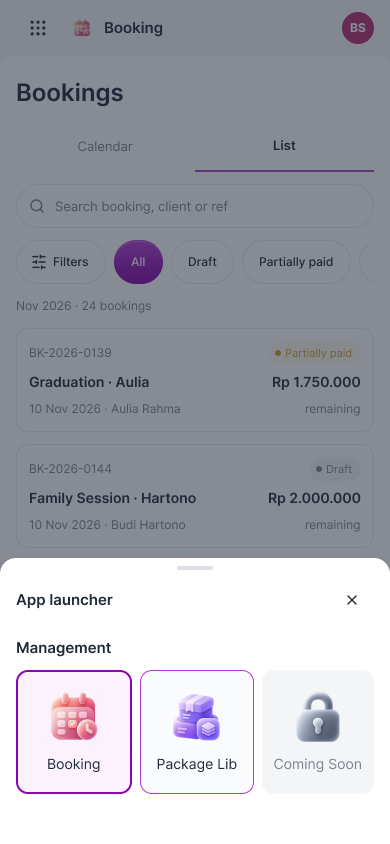 Booking
BS
Bookings
Calendar
List
Search booking, client or ref
Filters
All
Draft
Partially paid
Nov 2026 · 24 bookings
BK-2026-0139
Partially paid
Graduation · Aulia
Rp 1.750.000
10 Nov 2026 · Aulia Rahma
remaining
BK-2026-0144
Draft
Family Session · Hartono
Rp 2.000.000
10 Nov 2026 · Budi Hartono
remaining
App launcher
Management
Booking
Package Lib
Coming Soon